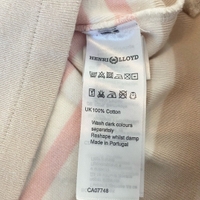 HENRI LLOYD
UK 100% Cotton
Wash dark colours
separately
Reshape whilst damp
Made in Portugal
CA07748